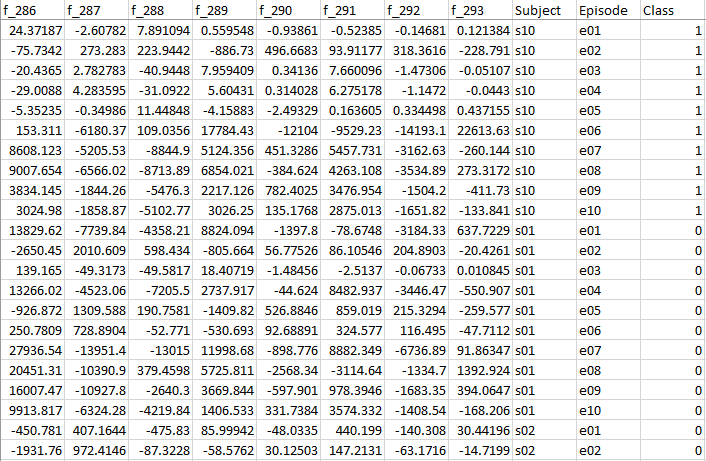 f_286 f_287 f_288 f_289 f_290 f_291 f_292 f_293 Subject Episode Class
24.37187 -2.60782 7.891094 0.559548 -0.93861 -0.52385 -0.14681 0.121384 s10 e01 1
-75.7342 273.283 223.9442 -886.73 496.6683 93.91177 318.3616 -228.791 s10 e02 1
-20.4365 2.782783 -40.9448 7.959409 0.34136 7.660096 -1.47306 -0.05107 s10 e03 1
-29.0088 4.283595 -31.0922 5.60431 0.314028 6.275178 -1.1472 -0.0443 s10 e04 1
-5.35235 -0.34986 11.44848 -4.15883 -2.49329 0.163605 0.334498 0.437155 s10 e05 1
153.311 -6180.37 109.0356 17784.43 -12104 -9529.23 -14193.1 22613.63 s10 e06 1
8608.123 -5205.53 -8844.9 5124.356 451.3286 5457.731 -3162.63 -260.144 s10 e07 1
9007.654 -6566.02 -8713.89 6854.021 -384.624 4263.108 -3534.89 273.3172 s10 e08 1
3834.145 -1844.26 -5476.3 2217.126 782.4025 3476.954 -1504.2 -411.73 s10 e09 1
3024.98 -1858.87 -5102.77 3026.25 135.1768 2875.013 -1651.82 -133.841 s10 e10 1
13829.62 -7739.84 -4358.21 8824.094 -1397.8 -78.6748 -3184.33 637.7229 s01 e01 0
-2650.45 2010.609 598.434 -805.664 56.77526 86.10546 204.8903 -20.4261 s01 e02 0
139.165 -49.3173 -49.5817 18.40719 -1.48456 -2.5137 -0.06733 0.010845 s01 e03 0
13266.02 -4523.06 -7205.5 2737.917 -44.624 8482.937 -3446.47 -550.907 s01 e04 0
-926.872 1309.588 190.7581 -1409.82 526.8846 859.019 215.3294 -259.577 s01 e05 0
250.7809 728.8904 -52.771 -530.693 92.68891 324.577 116.495 -47.7112 s01 e06 0
27936.54 -13951.4 -13015 11998.68 -898.776 8882.349 -6736.89 91.86347 s01 e07 0
20451.31 -10390.9 379.4598 5725.811 -2568.34 -3114.64 -1334.7 1392.924 s01 e08 0
16007.47 -10927.8 -2640.3 3669.844 -597.901 978.3946 -1683.35 394.0647 s01 e09 0
9913.817 -6324.28 -4219.84 1406.533 331.7384 3574.332 -1408.54 -168.206 s01 e10 0
-450.781 407.1644 -475.83 85.99942 -48.0335 440.199 -140.308 30.44196 s02 e01 0
-1931.76 972.4146 -87.3228 -58.5762 30.12503 147.2131 -63.1716 -14.7199 s02 e02 0